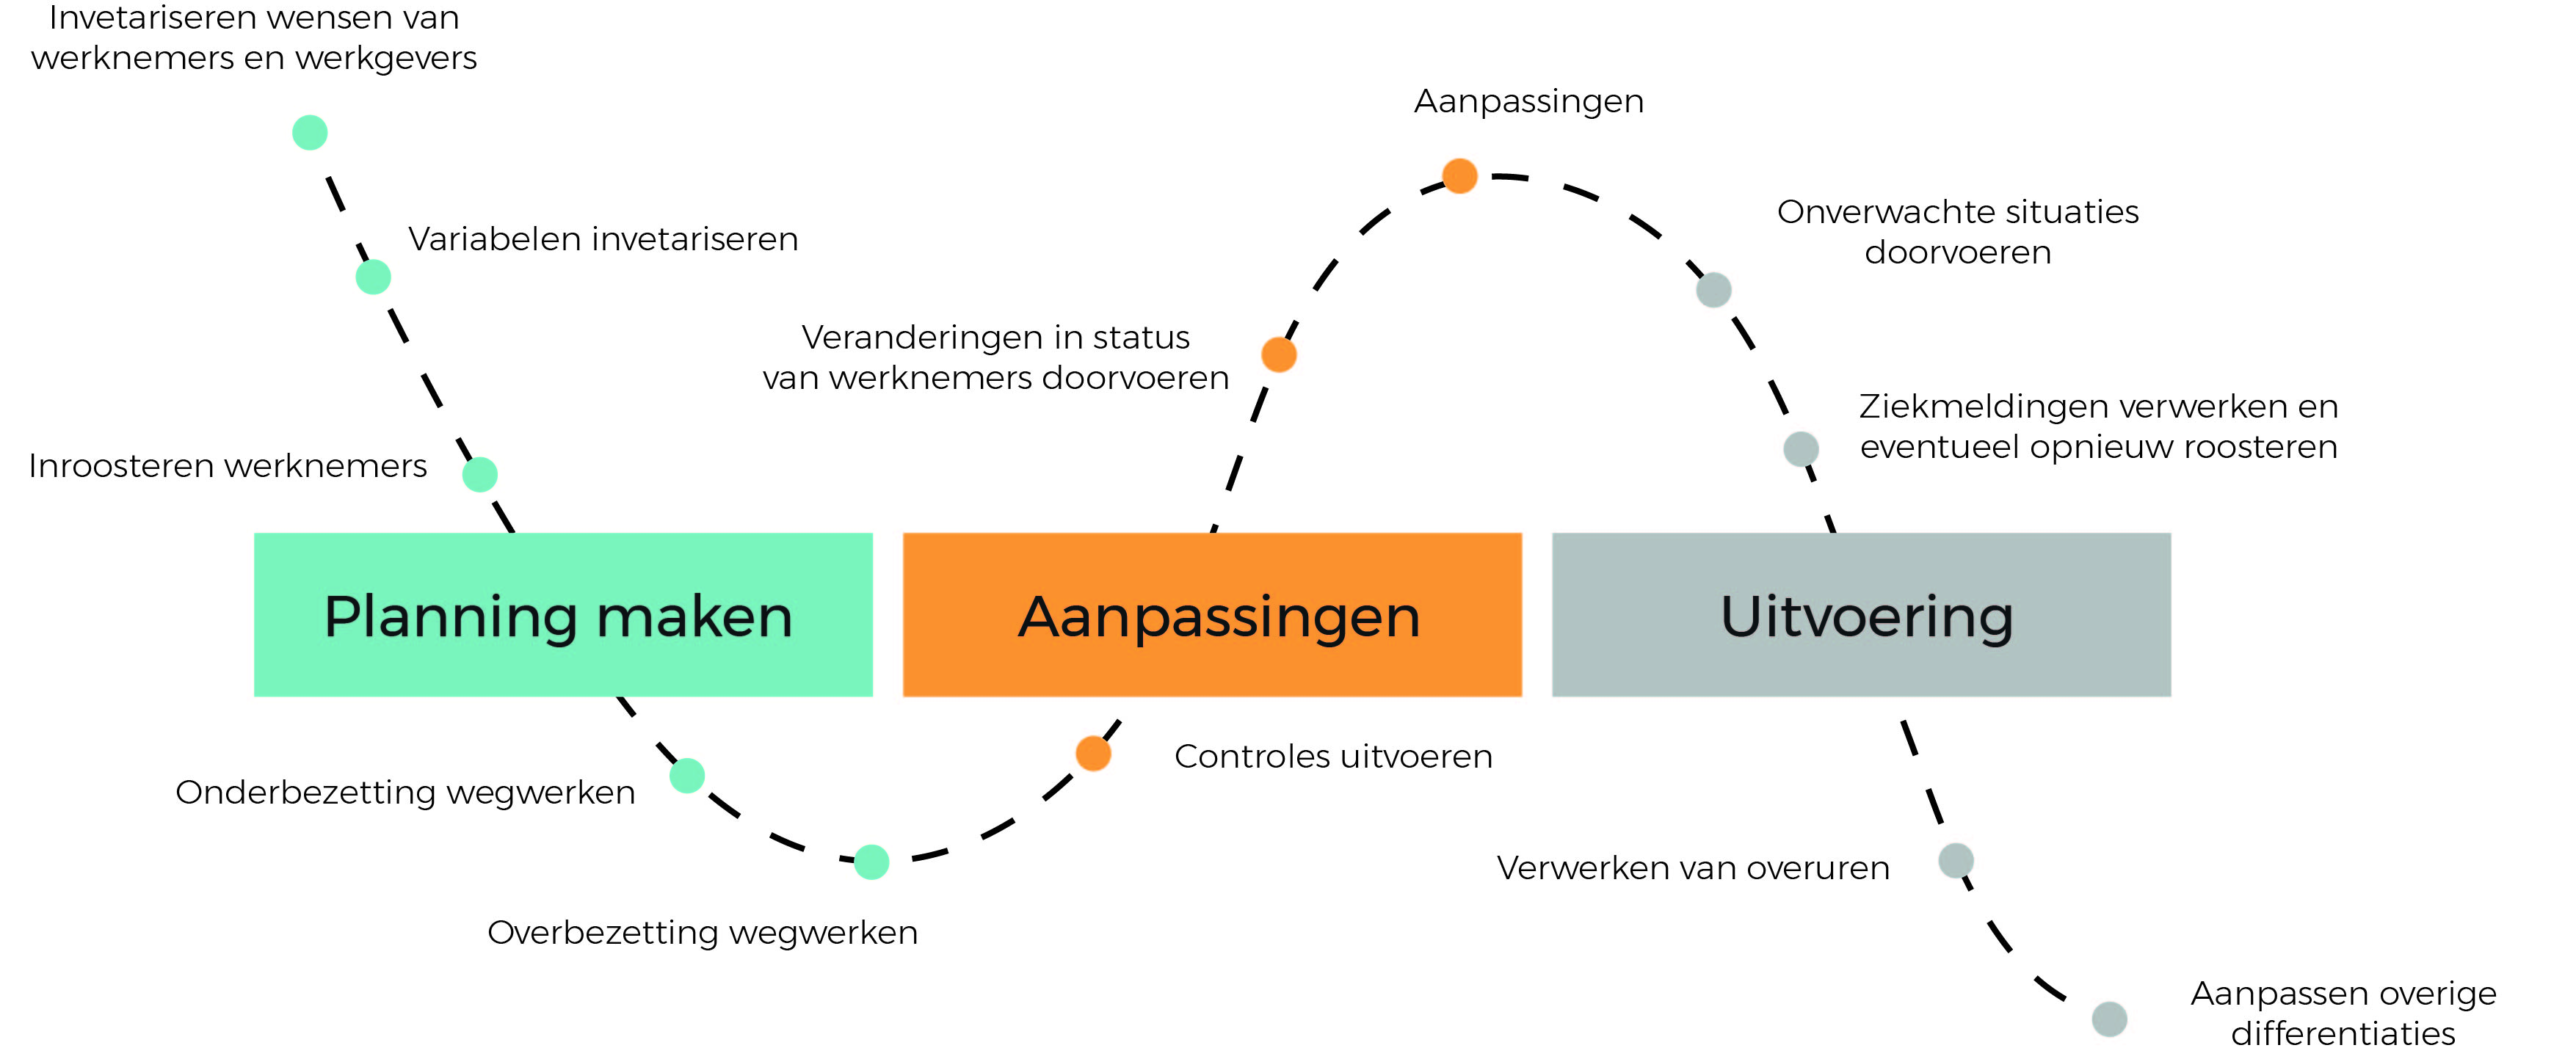 Invetariseren wensen van
werknemers en werkgevers
Variabelen invetariseren
Inroosteren werknemers
Planning maken
Onderbezetting wegwerken
Overbezetting wegwerken
Controles uitvoeren
Aanpassingen
Veranderingen in status
van werknemers doorvoeren
Aanpassingen
Onverwachte situaties
doorvoeren
Ziekmeldingen verwerken en
eventueel opnieuw roosteren
Uitvoering
Verwerken van overuren
Aanpassen overige
differentiaties